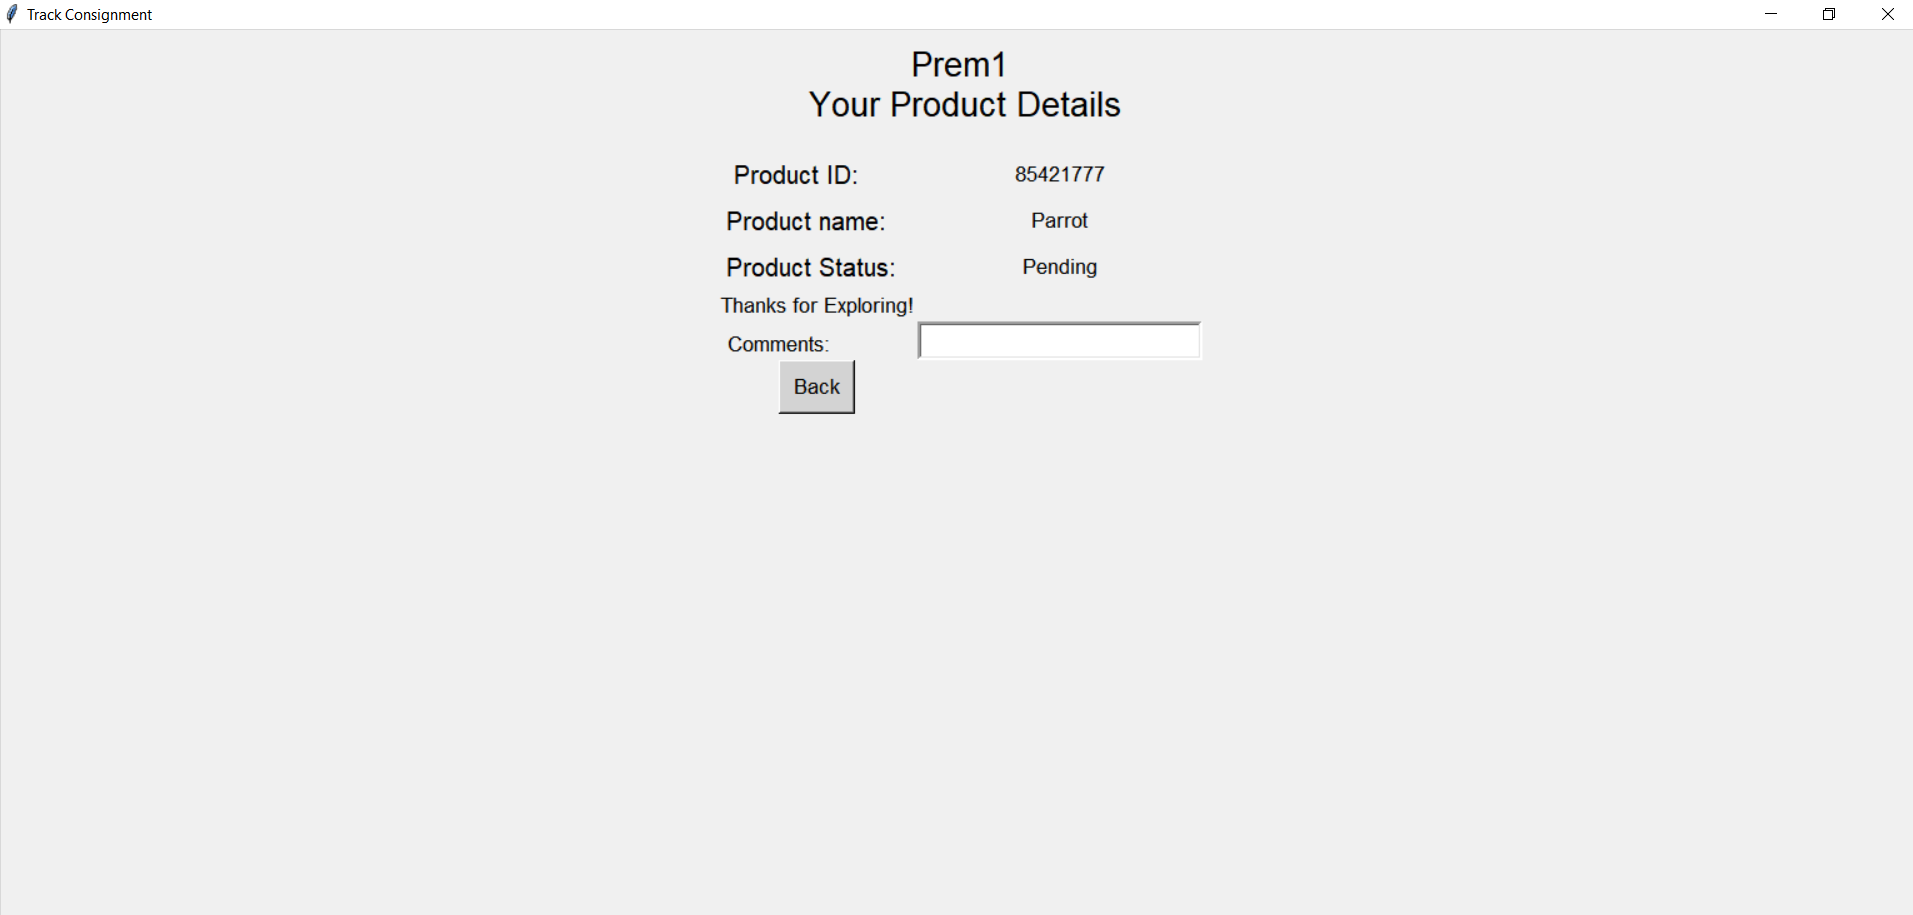 Track Consignment
Prem1
Your Product Details
Product ID: 85421777
Product name: Parrot
Product Status: Pending
Thanks for Exploring!
Comments:
Back